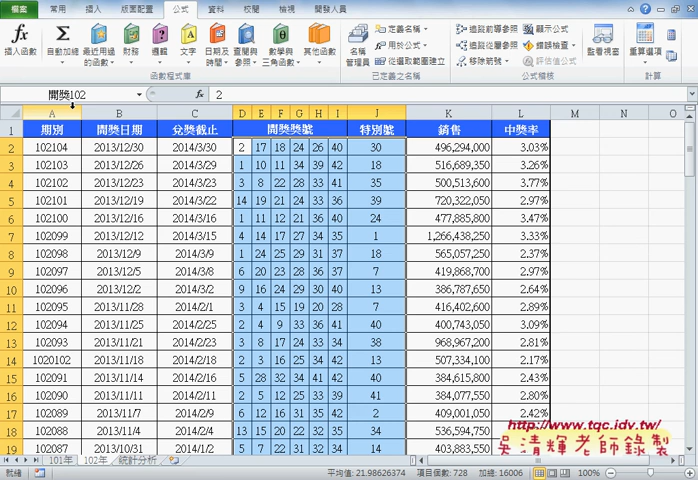 檔案 常用 插入 版面配置 公式 資料 校閱 檢視 開發人員
插入函數 自動加總 最近用過的函數 財務 邏輯 文字 日期及時間 查閱與參照 數學與三角函數 其他函數 名稱管理員 定義名稱 用於公式 從選取範圍建立 追蹤前導參照 追蹤從屬參照 移除箭號 顯示公式 錯誤檢查 評估值公式 監看視窗 重算選項
函數程式庫 已定義之名稱 公式稽核 計算
開獎102 fx 2
A B C D E F G H I J K L M N O
1 期別 開獎日期 兌獎截止 開獎獎號 特別號 銷售 中獎率
2 102104 2013/12/30 2014/3/30 2 17 18 24 26 40 30 496,294,000 3.03%
3 102103 2013/12/26 2014/3/29 1 10 11 34 39 42 18 516,689,350 3.26%
4 102102 2013/12/23 2014/3/23 3 8 22 28 33 41 35 500,513,600 3.77%
5 102101 2013/12/19 2014/3/22 14 19 21 24 33 36 39 720,322,050 2.97%
6 102100 2013/12/16 2014/3/16 1 11 12 21 36 40 24 477,885,800 3.47%
7 102099 2013/12/12 2014/3/15 4 14 17 27 34 35 1 1,266,438,250 3.33%
8 102098 2013/12/9 2014/3/9 1 24 25 29 31 37 18 565,057,250 2.37%
9 102097 2013/12/5 2014/3/8 6 20 23 28 36 37 7 419,868,700 2.97%
10 102096 2013/12/2 2014/3/2 9 16 24 29 30 40 13 386,787,650 2.64%
11 102095 2013/11/28 2014/2/1 3 4 15 19 20 28 7 416,402,600 2.89%
12 102094 2013/11/25 2014/2/25 2 4 9 33 36 41 40 400,743,050 3.09%
13 102093 2013/11/21 2014/2/23 3 8 17 24 33 34 38 968,967,200 2.81%
14 1020102 2013/11/18 2014/2/18 2 3 16 25 34 42 13 507,334,100 2.17%
15 102091 2013/11/14 2014/2/16 5 28 32 34 41 42 40 384,615,800 2.43%
16 102090 2013/11/11 2014/2/11 2 5 12 25 33 39 41 384,077,550 2.80%
17 102089 2013/11/7 2014/2/9 6 12 16 31 35 42 2 409,001,050 2.42%
18 102088 2013/11/4 2014/2/4 13 15 20 22 32 35 34 536,594,750
19 102087 2013/10/31 2014/1/2 5 7 22 31 32 34 14 403,883,550
http://www.tqc.idv.tw/
吳清輝老師錄製
101年 102年 統計分析
就緒 平均值: 21.98626374 項目個數: 728 加總: 16006 100%